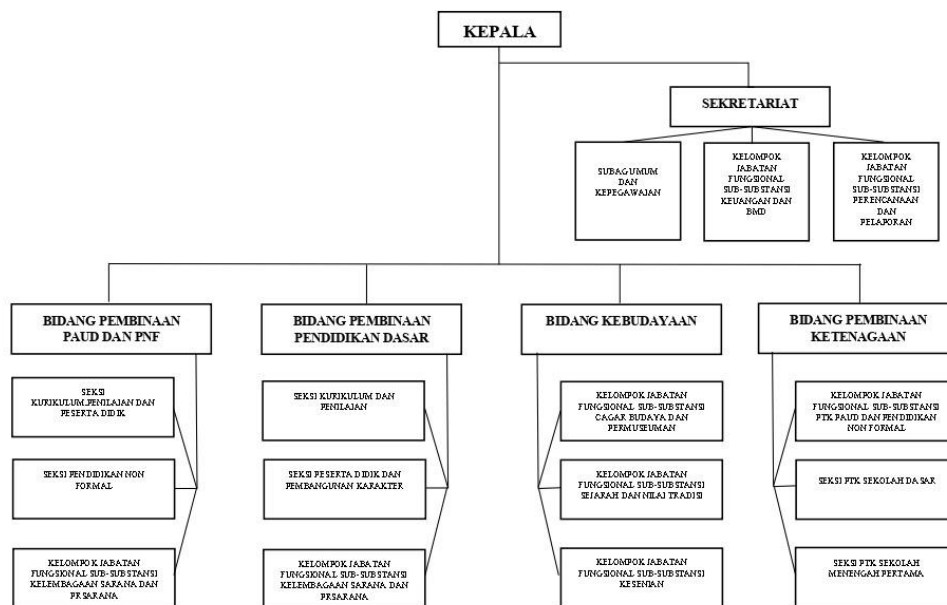 KEPALA
SEKRETARIAT
SUBAG UMUM
DAN
KEPEGAWAIAN
KELOMPOK
JABATAN
FUNGSIONAL
SUB-SUBSTANSI
KEUANGAN DAN
BMD
KELOMPOK
JABATAN
FUNGSIONAL
SUB-SUBSTANSI
PERENCANAAN
DAN
PELAPORAN
BIDANG PEMBINAAN
PAUD DAN PNF
BIDANG PEMBINAAN
PENDIDIKAN DASAR
BIDANG KEBUDAYAAN
BIDANG PEMBINAAN
KETENAGAAN
SEKSI
KURIKULUM,PENILAIAN DAN
PESERTA DIDIK
SEKSI KURIKULUM DAN
PENILAIAN
KELOMPOK JABATAN
FUNGSIONAL SUB-SUBSTANSI
CAGAR BUDAYA DAN
PERMUSEUMAN
KELOMPOK JABATAN
FUNGSIONAL SUB-SUBSTANSI
PTK PAUD DAN PENDIDIKAN
NON FORMAL
SEKSI PENDIDIKAN NON
FORMAL
SEKSI PESERTA DIDIK DAN
PEMBANGUNAN KARAKTER
KELOMPOK JABATAN
FUNGSIONAL SUB-SUBSTANSI
SEJARAH DAN NILAI TRADISI
SEKSI PTK SEKOLAH DASAR
KELOMPOK JABATAN
FUNGSIONAL SUB-SUBSTANSI
KELEMBAGAAN SARANA DAN
PRSARANA
KELOMPOK JABATAN
FUNGSIONAL SUB-SUBSTANSI
KELEMBAGAAN SARANA DAN
PRSARANA
KELOMPOK JABATAN
FUNGSIONAL SUB-SUBSTANSI
KESENIAN
SEKSI PTK SEKOLAH
MENENGAH PERTAMA